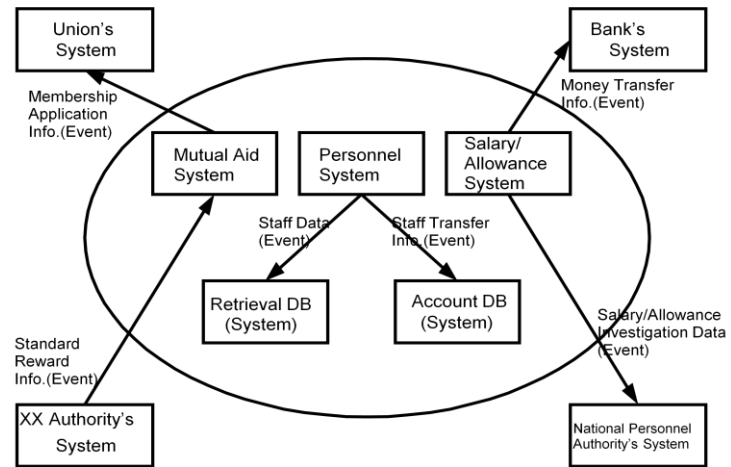 Union's
System
Bank's
System
Membership
Application
Info.(Event)
Money Transfer
Info.(Event)
Mutual Aid
System
Personnel
System
Salary/
Allowance
System
Staff Data
(Event)
Staff Transfer
Info.(Event)
Retrieval DB
(System)
Account DB
(System)
Standard
Reward
Info.(Event)
Salary/Allowance
Investigation Data
(Event)
XX Authority's
System
National Personnel
Authority's System